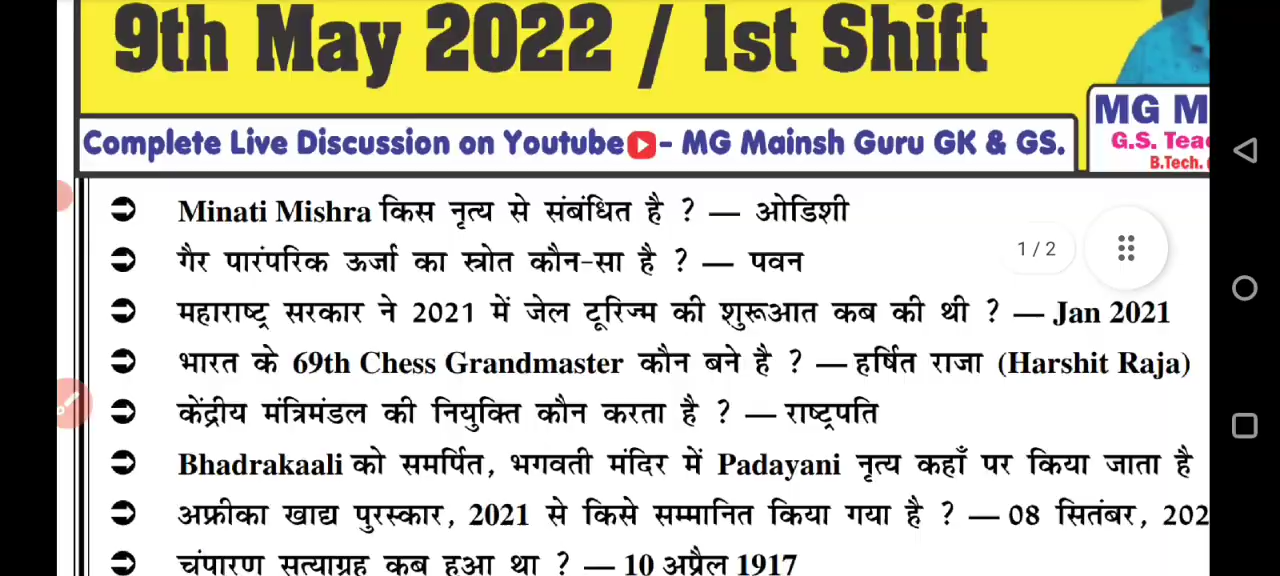 9th May 2022 / 1st Shift
Complete Live Discussion on Youtube - MG Mainsh Guru GK & GS.
MG M
G.S. Tea
B.Tech.
Minati Mishra किस नृत्य से संबंधित है ? — ओडिशी
1 / 2
गैर पारंपरिक ऊर्जा का स्रोत कौन-सा है ? — पवन
महाराष्ट्र सरकार ने 2021 में जेल टूरिज्म की शुरूआत कब की थी ? — Jan 2021
भारत के 69th Chess Grandmaster कौन बने है ? — हर्षित राजा (Harshit Raja)
केंद्रीय मंत्रिमंडल की नियुक्ति कौन करता है ? — राष्ट्रपति
Bhadrakaali को समर्पित, भगवती मंदिर में Padayani नृत्य कहाँ पर किया जाता है
अफ्रीका खाद्य पुरस्कार, 2021 से किसे सम्मानित किया गया है ? — 08 सितंबर, 202
चंपारण सत्याग्रह कब हुआ था ? — 10 अप्रैल 1917